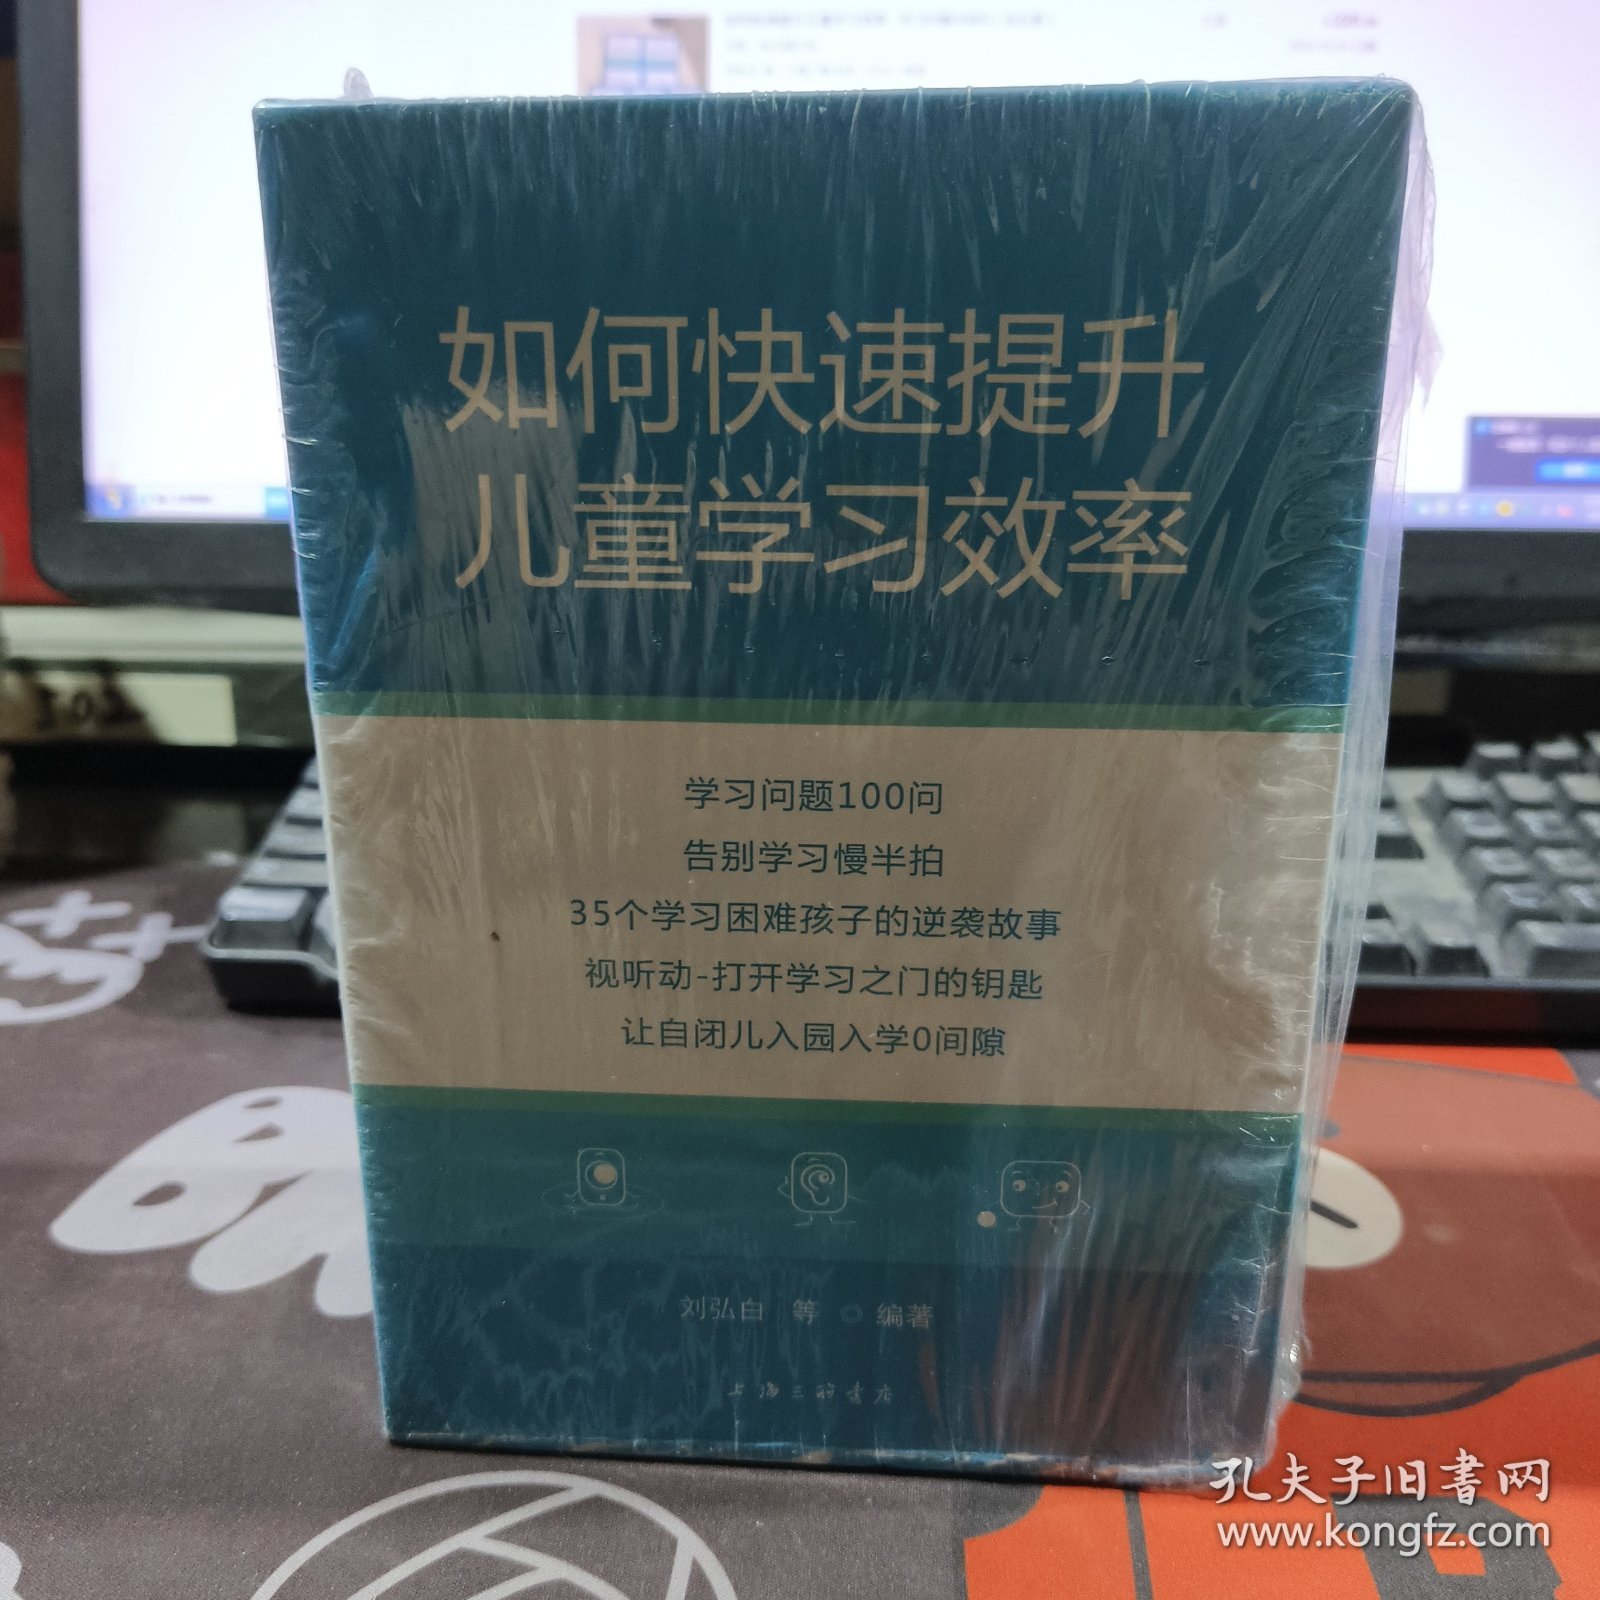 如何快速提升
儿童学习效率
学习问题100问
告别学习慢半拍
35个学习困难孩子的逆袭故事
视听动-打开学习之门的钥匙
让自闭儿入园入学0间隙
刘弘白 等 ○ 编著
上海三联书店
孔夫子旧书网
www.kongfz.com